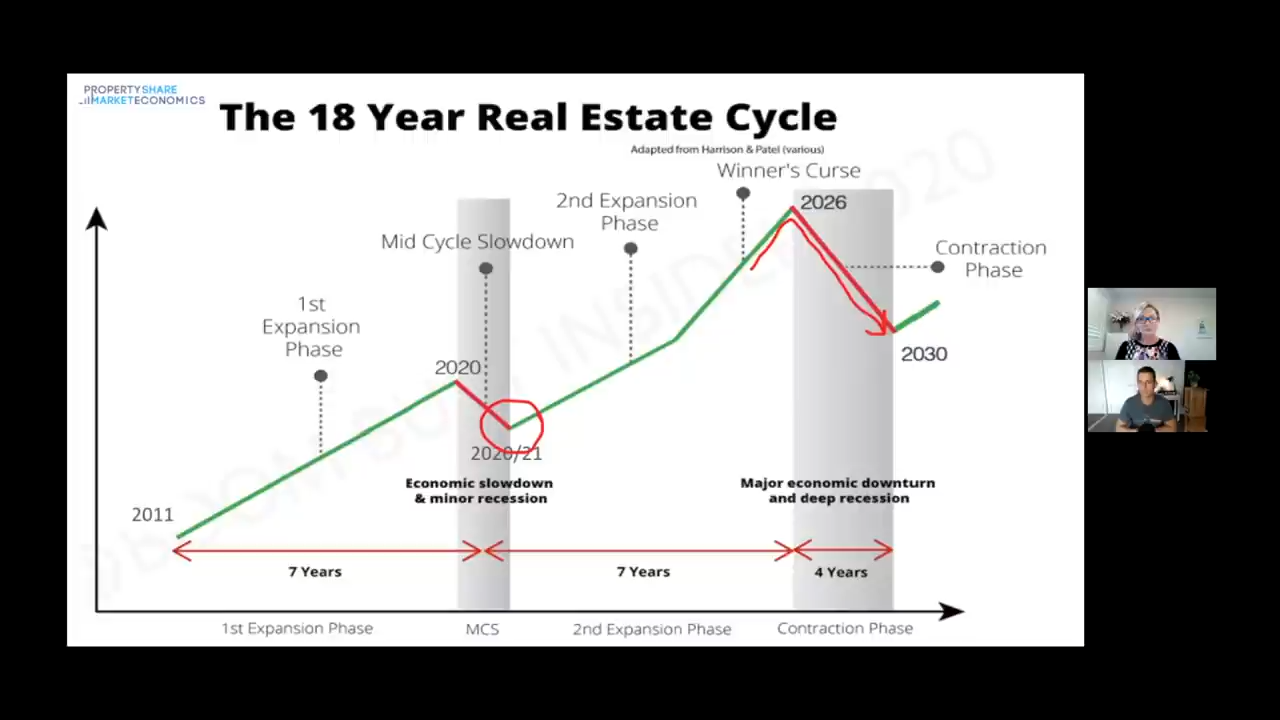 PROPERTYSHARE
MARKETECONOMICS
The 18 Year Real Estate Cycle
Adapted from Harrison & Patel (various)
Winner's Curse
2026
2nd Expansion
Phase
Mid Cycle Slowdown
Contraction
Phase
1st
Expansion
Phase
2020
2030
2020/21
Economic slowdown
& minor recession
Major economic downturn
and deep recession
2011
7 Years
7 Years
4 Years
1st Expansion Phase
MCS
2nd Expansion Phase
Contraction Phase